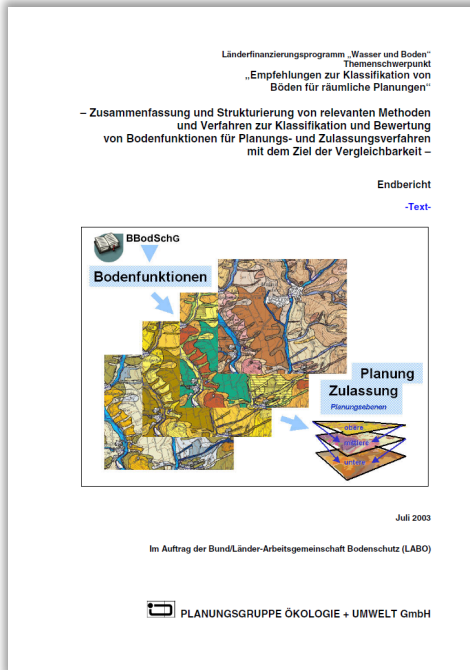 Länderfinanzierungsprogramm „Wasser und Boden“
Themenschwerpunkt
„Empfehlungen zur Klassifikation von
Böden für räumliche Planungen“
– Zusammenfassung und Strukturierung von relevanten Methoden
und Verfahren zur Klassifikation und Bewertung
von Bodenfunktionen für Planungs- und Zulassungsverfahren
mit dem Ziel der Vergleichbarkeit –
Endbericht
-Text-
BBodSchG
Bodenfunktionen
Planung
Zulassung
Planungsebenen
obere
mittlere
untere
Juli 2003
Im Auftrag der Bund/Länder-Arbeitsgemeinschaft Bodenschutz (LABO)
PLANUNGSGRUPPE ÖKOLOGIE + UMWELT GmbH